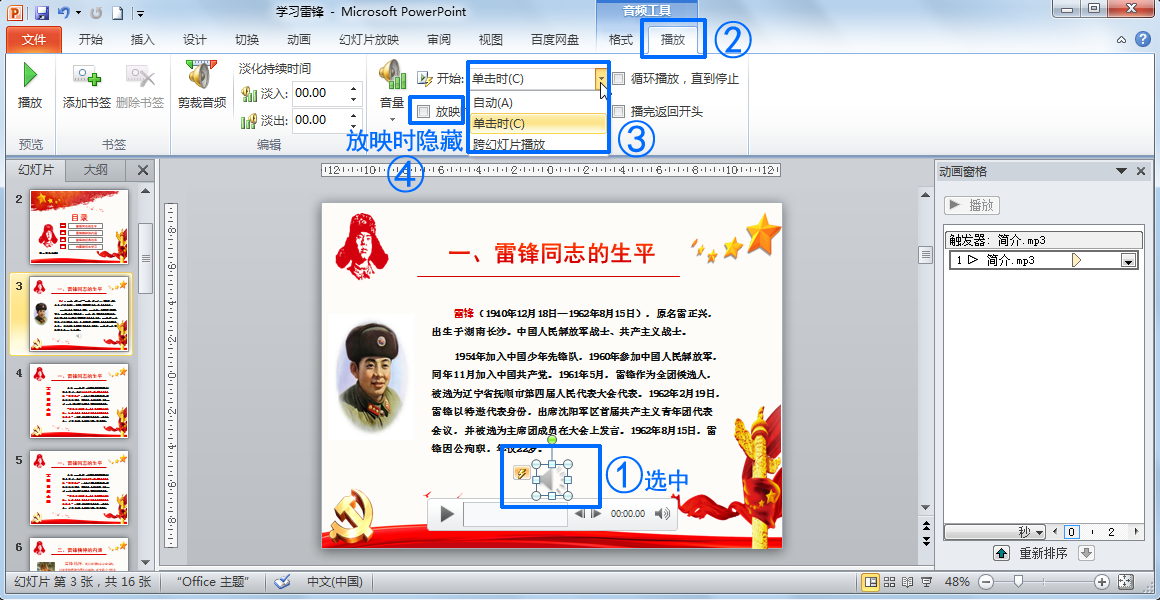 学习雷锋 - Microsoft PowerPoint
音频工具
文件 开始 插入 设计 切换 动画 幻灯片放映 审阅 视图 百度网盘 格式 播放 ②
播放
添加书签 删除书签
剪裁音频
淡化持续时间
淡入: 00.00
淡出: 00.00
音量
开始: 单击时(C)
放映
自动(A)
单击时(C)
跨幻灯片播放
循环播放，直到停止
播完返回开头
预览 书签 编辑
放映时隐藏
④
③
幻灯片 大纲
2
目录
3
一、雷锋同志的生平
4
一、雷锋同志的生平
5
一、雷锋同志的生平
6
一、雷锋同志的生平
雷锋（1940年12月18日—1962年8月15日），原名雷正兴，
出生于湖南长沙，中国人民解放军战士、共产主义战士。
1954年加入中国少年先锋队，1960年参加中国人民解放军，
同年11月加入中国共产党。1961年5月，雷锋作为全团候选人，
被选为辽宁省抚顺市第四届人民代表大会代表。1962年2月19日，
雷锋以特邀代表身份，出席沈阳军区首届共产主义青年团代表
会议，并被选为主席团成员在大会上发言。1962年8月15日，雷
锋因公殉职，年仅22岁。
①选中
00:00.00
动画窗格
播放
触发器: 简介.mp3
1 简介.mp3
秒 0 2
重新排序
幻灯片 第 3 张，共 16 张 "Office 主题" 中文(中国) 48%